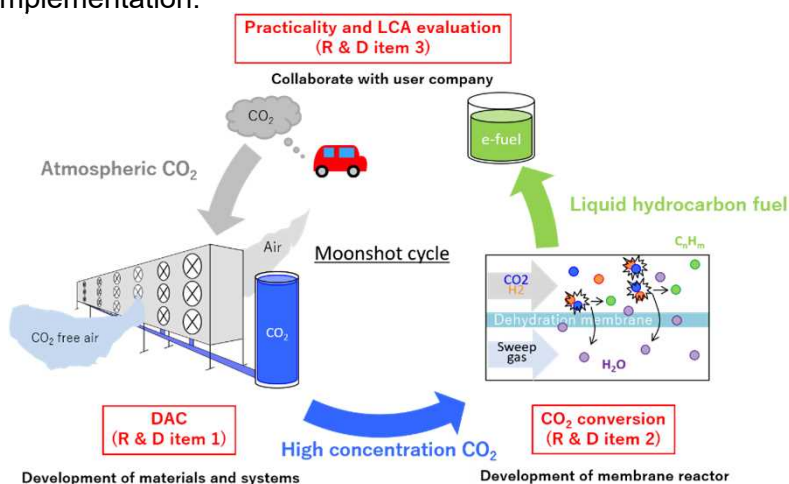 mplementation.
Practicality and LCA evaluation
(R & D item 3)
Collaborate with user company
CO₂
e-fuel
Atmospheric CO₂
Liquid hydrocarbon fuel
Air
Moonshot cycle
CₙHₘ
CO2
H2
CO₂
CO₂ free air
Dehydration membrane
Sweep
gas
H₂O
DAC
(R & D item 1)
High concentration CO₂
CO₂ conversion
(R & D item 2)
Development of materials and systems
Development of membrane reactor